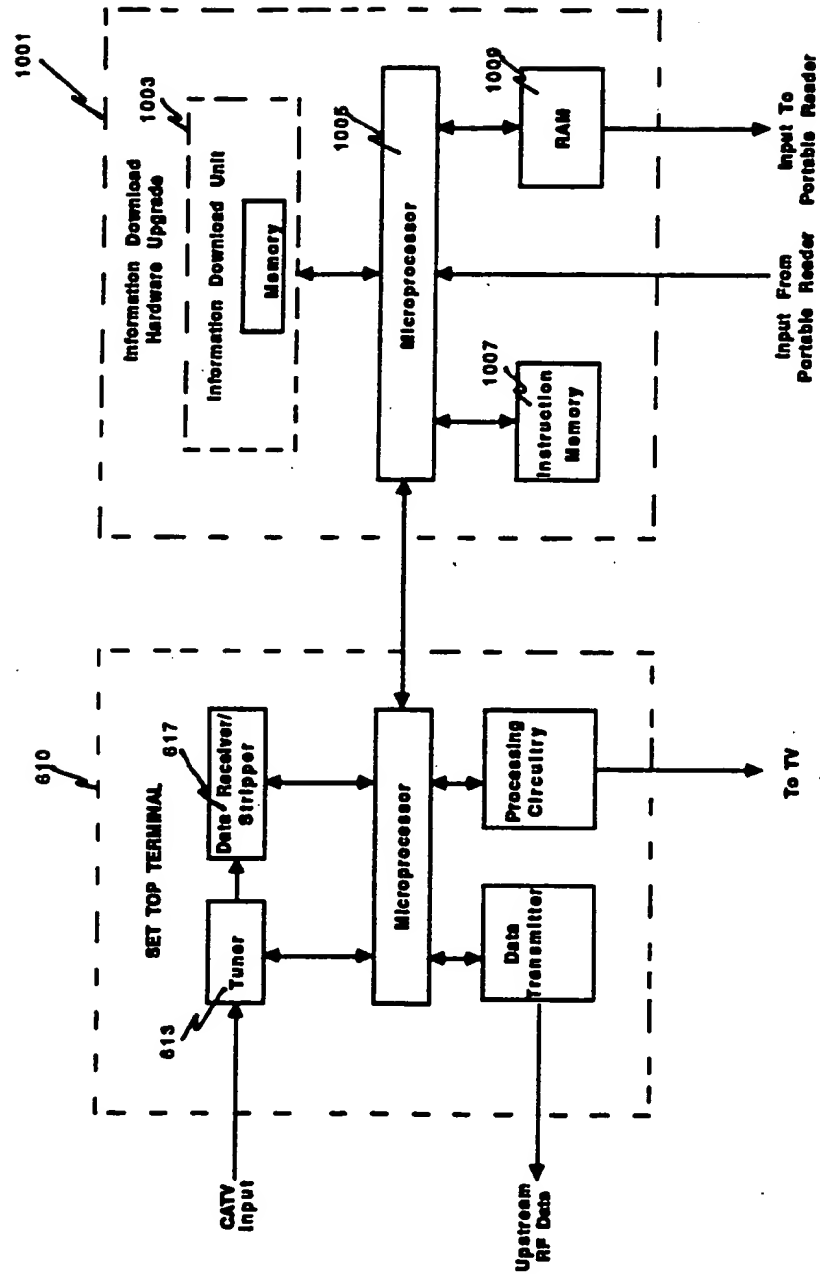 610
SET TOP TERMINAL
617
613
CATV
Input
Tuner
Data Receiver/
Stripper
Microprocessor
Data
Transmitter
Processing
Circuitry
Upstream
RF Data
To TV
1001
Information Download
Hardware Upgrade
1003
Information Download Unit
Memory
1005
Microprocessor
1007
Instruction
Memory
1009
RAM
Input From
Portable Reader
Input To
Portable Reader